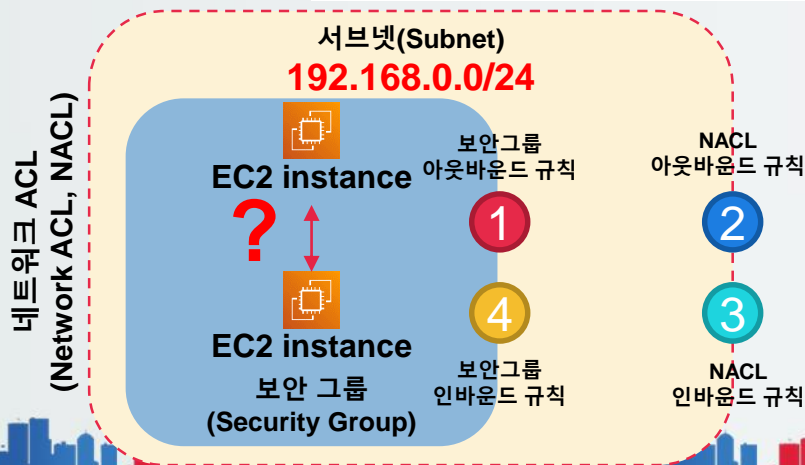 서브넷(Subnet)
192.168.0.0/24
네트워크 ACL
(Network ACL, NACL)
EC2 instance
보안그룹
아웃바운드 규칙
NACL
아웃바운드 규칙
?
1
2
EC2 instance
4
3
보안 그룹
(Security Group)
보안그룹
인바운드 규칙
NACL
인바운드 규칙